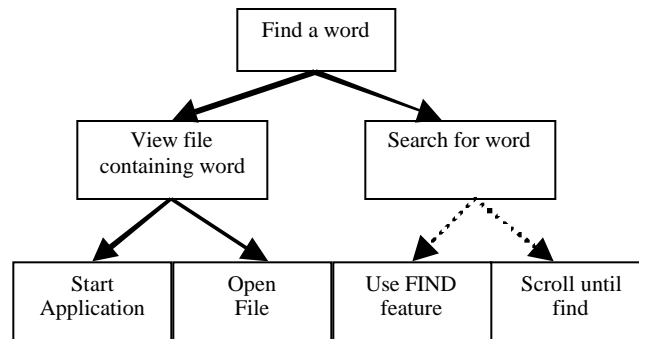 Find a word
View file
containing word
Search for word
Start
Application
Open
File
Use FIND
feature
Scroll until
find